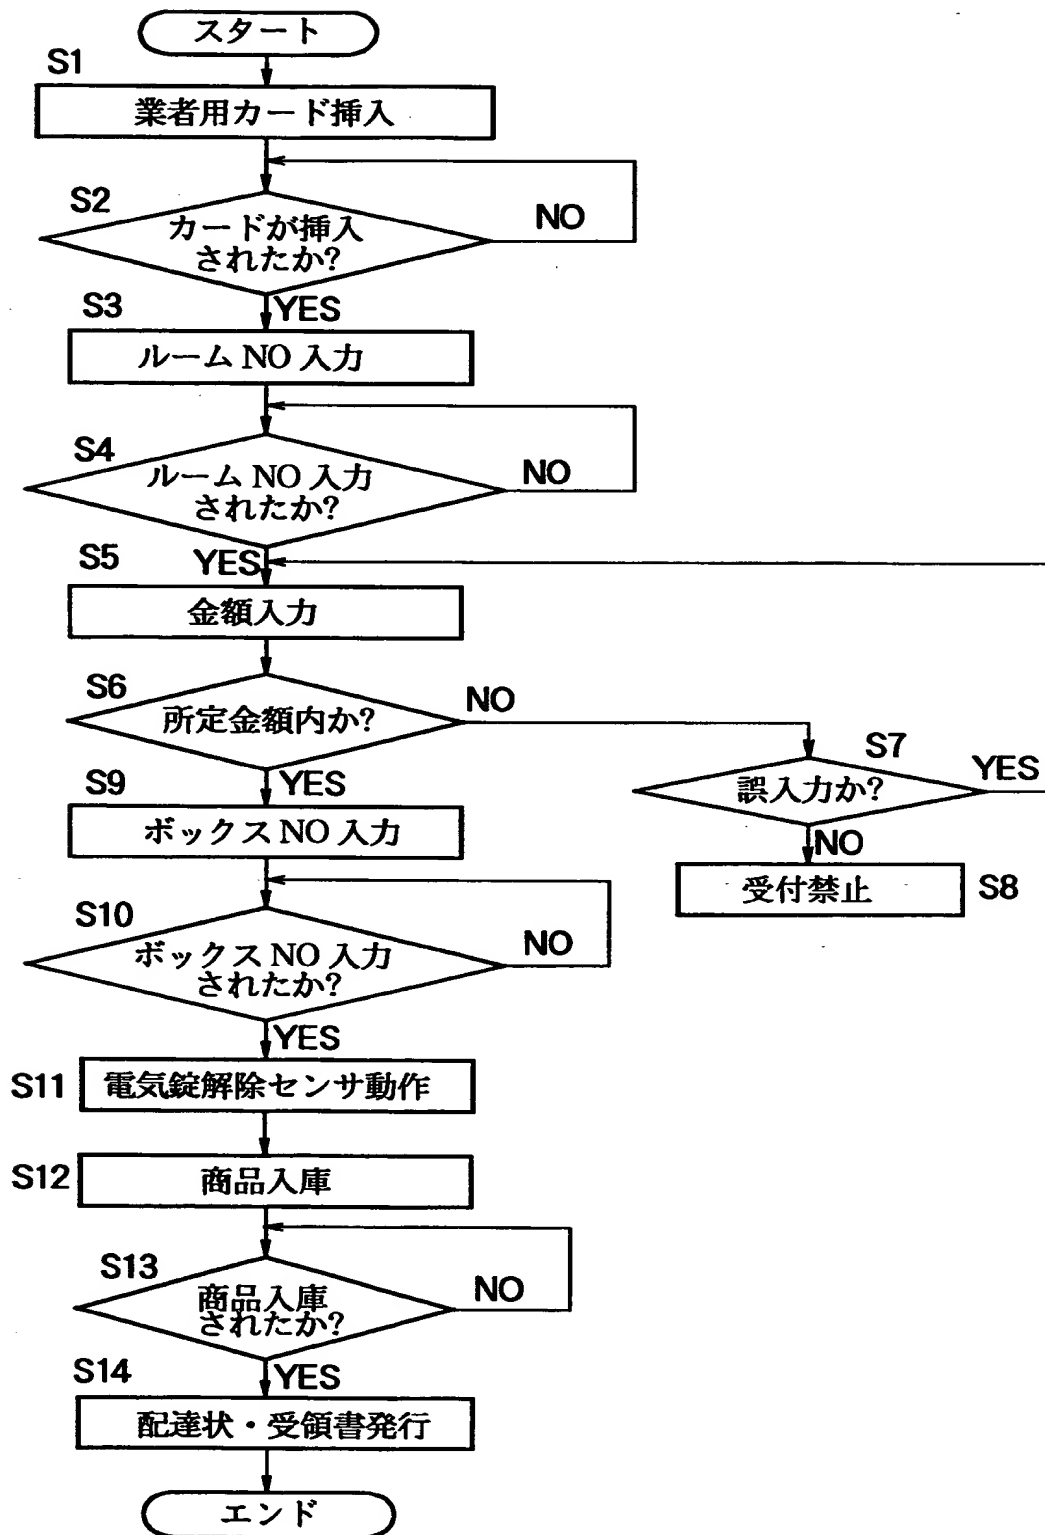 スタート
S1
業者用カード挿入
S2
カードが挿入
されたか?
NO
YES
S3
ルーム NO 入力
S4
ルーム NO 入力
されたか?
NO
YES
S5
金額入力
S6
所定金額内か?
NO
YES
S7
誤入力か?
YES
NO
受付禁止
S8
S9
ボックス NO 入力
S10
ボックス NO 入力
されたか?
NO
YES
S11
電気錠解除センサ動作
S12
商品入庫
S13
商品入庫
されたか?
NO
YES
S14
配達状・受領書発行
エンド